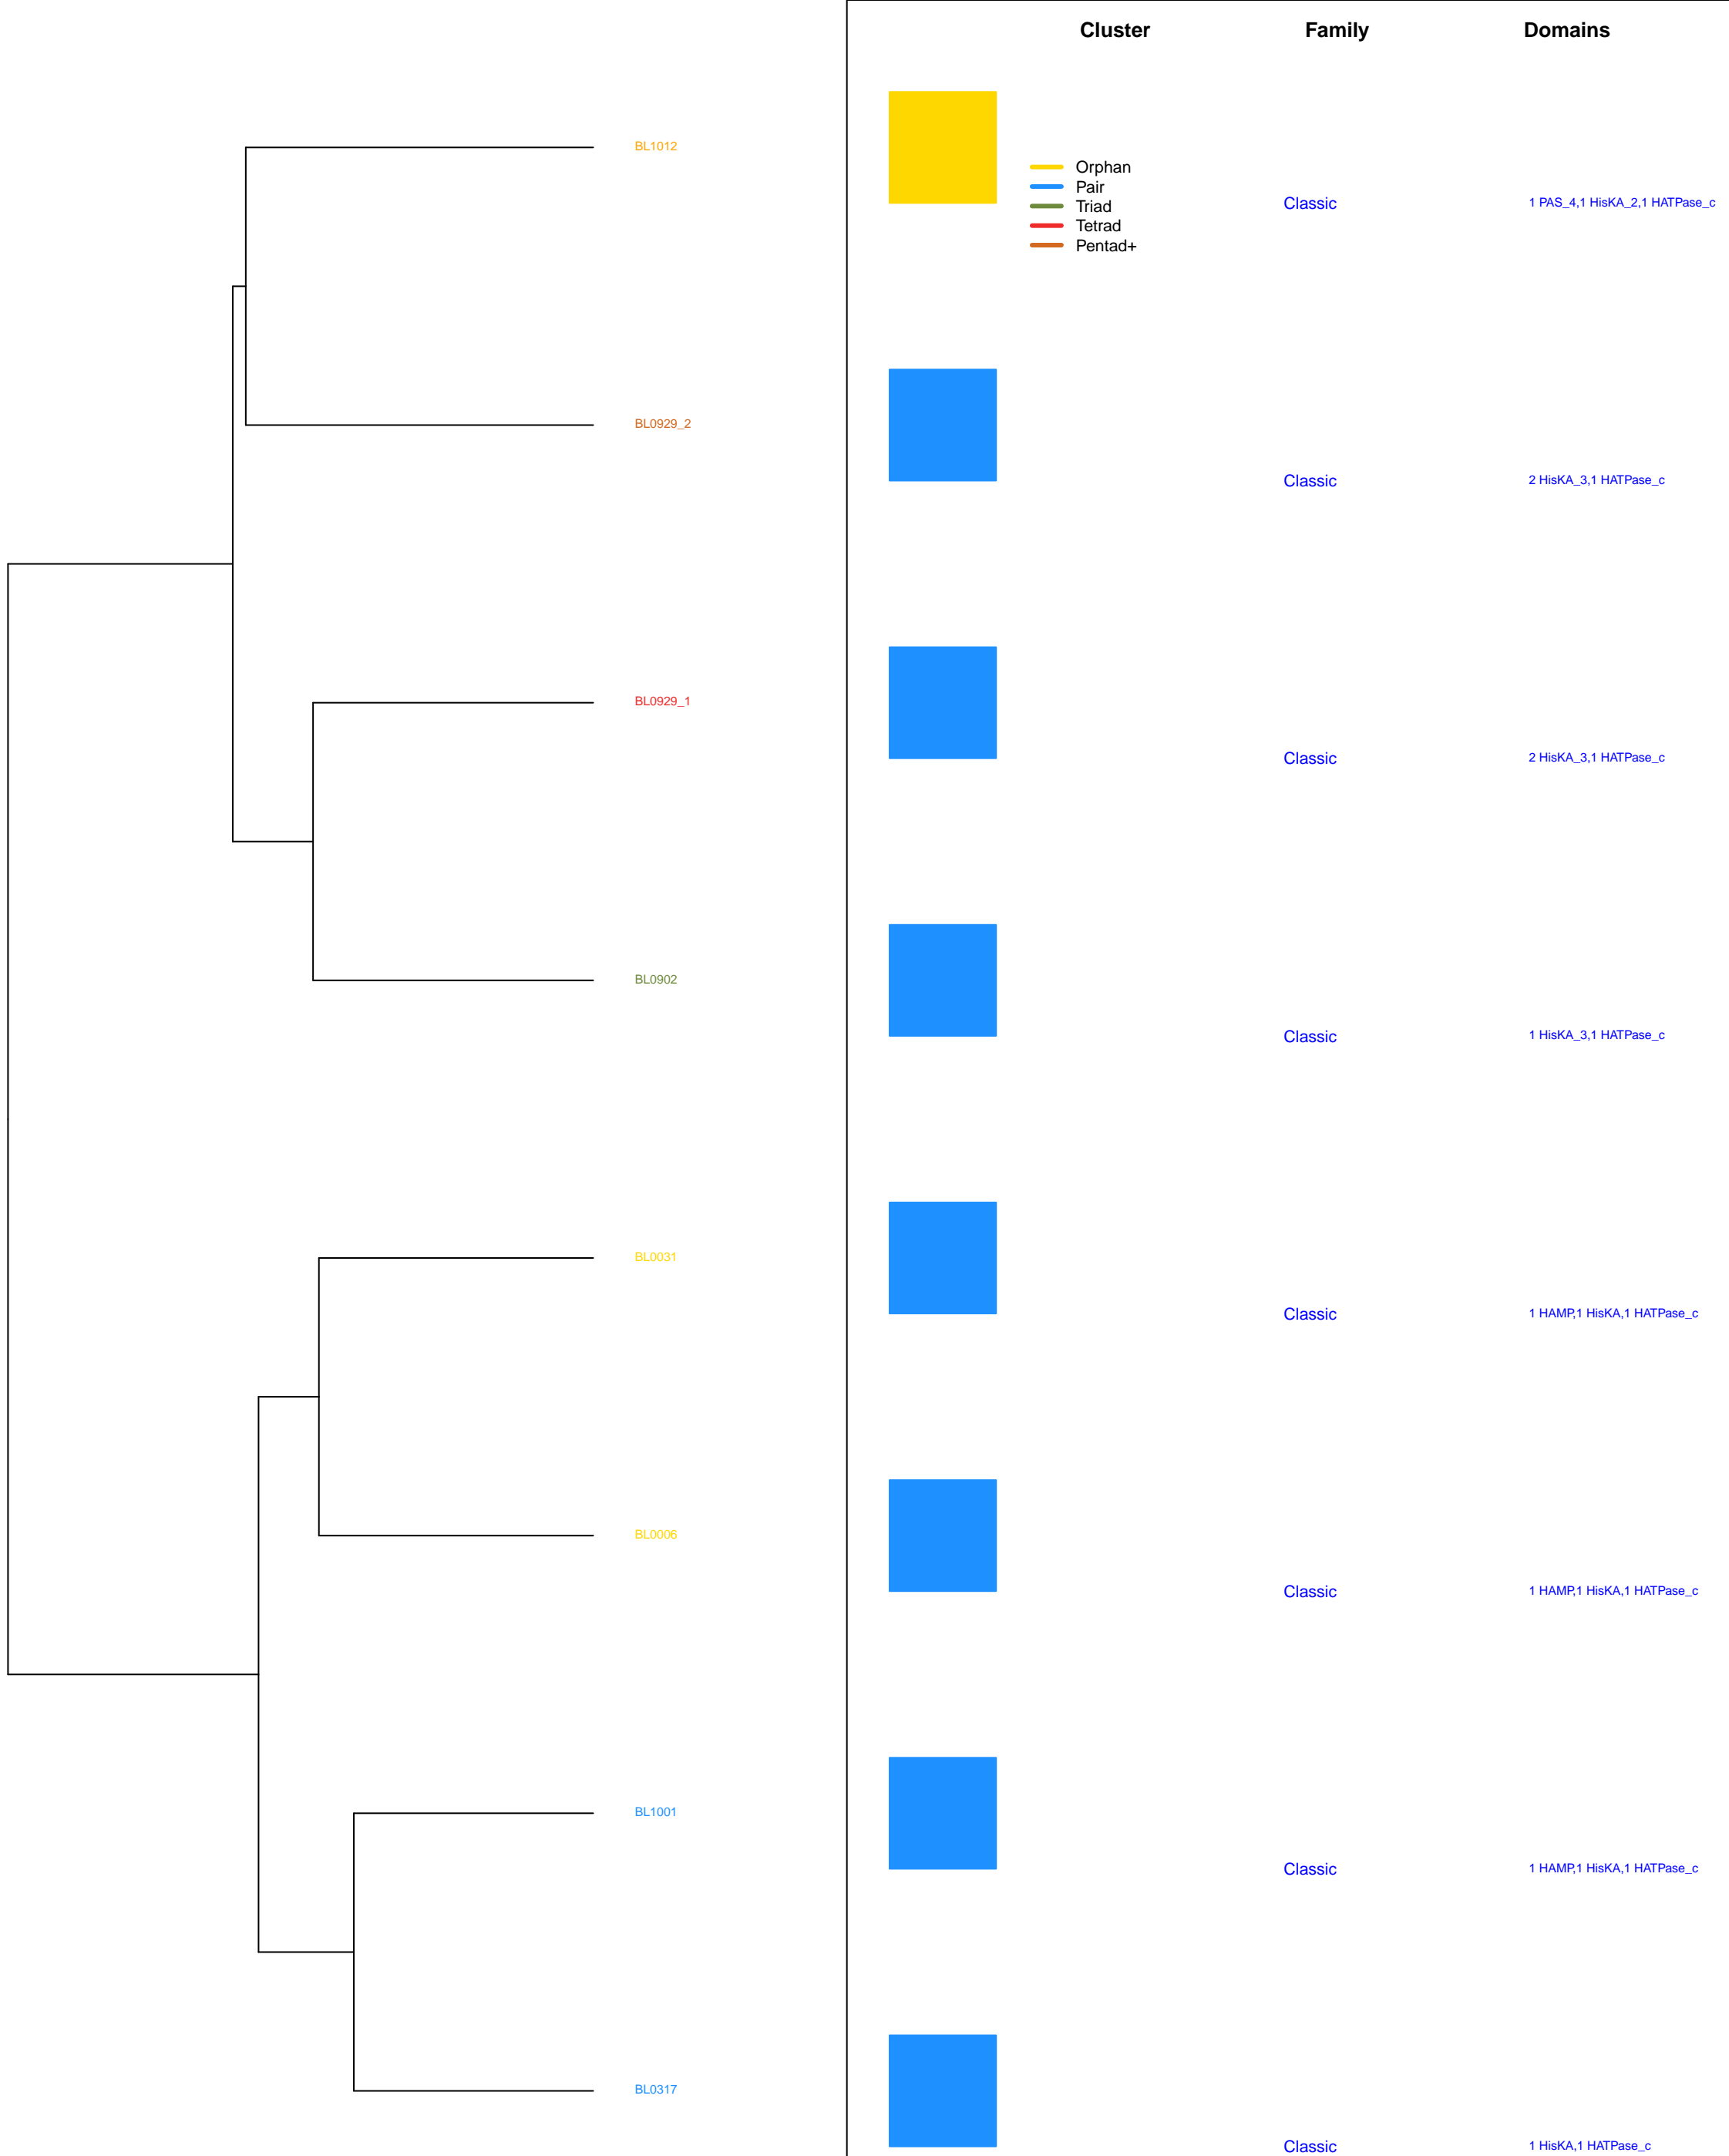 Cluster Family Domains
BL1012
Orphan
Pair
Triad
Tetrad
Pentad+
Classic 1 PAS_4,1 HisKA_2,1 HATPase_c
BL0929_2
Classic 2 HisKA_3,1 HATPase_c
BL0929_1
Classic 2 HisKA_3,1 HATPase_c
BL0902
Classic 1 HisKA_3,1 HATPase_c
BL0031
Classic 1 HAMP,1 HisKA,1 HATPase_c
BL0006
Classic 1 HAMP,1 HisKA,1 HATPase_c
BL1001
Classic 1 HAMP,1 HisKA,1 HATPase_c
BL0317
Classic 1 HisKA,1 HATPase_c